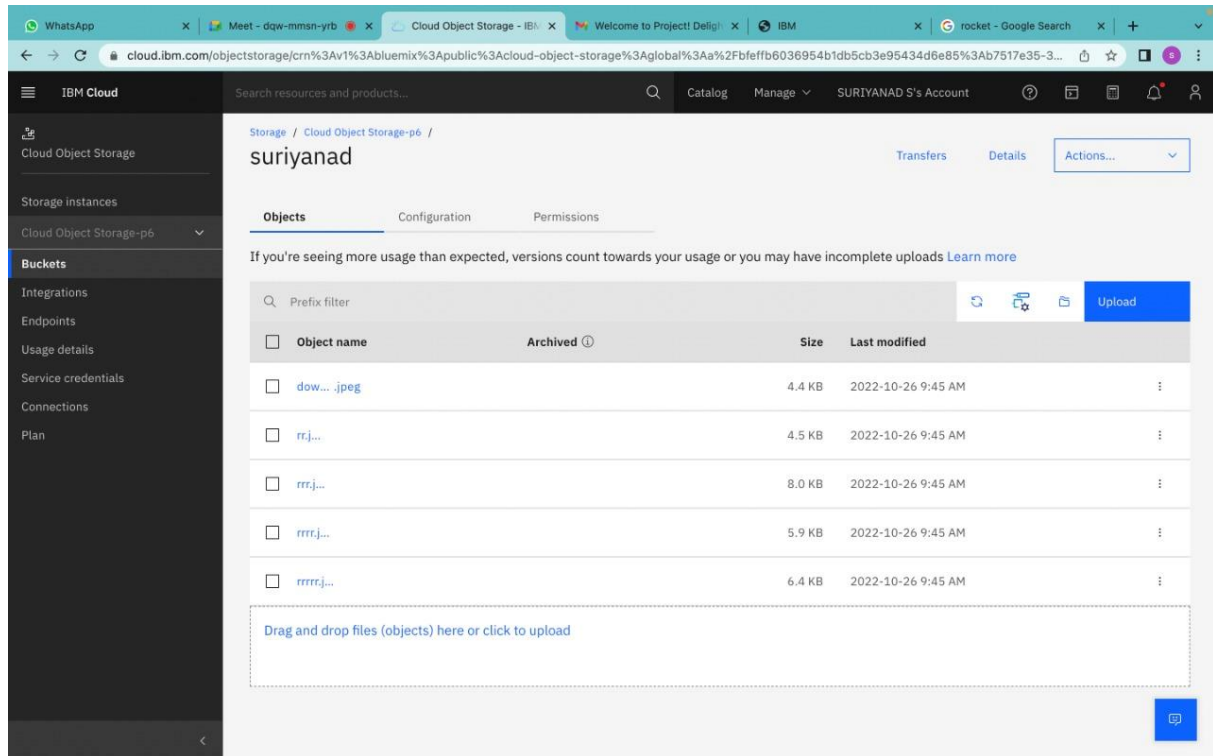 WhatsApp
Meet - dqw-mmsn-yrb
Cloud Object Storage - IBM
Welcome to Project! Deligh
IBM
rocket - Google Search
cloud.ibm.com/objectstorage/crn%3Av1%3Abluemix%3Apublic%3Acloud-object-storage%3Aglobal%3Aa%2Fbfeffb6036954b1db5cb3e95434d6e85%3Ab7517e35-3...
S
IBM Cloud
Search resources and products...
Catalog
Manage
SURIYANAD S's Account
Cloud Object Storage
Storage instances
Cloud Object Storage-p6
Buckets
Integrations
Endpoints
Usage details
Service credentials
Connections
Plan
Storage / Cloud Object Storage-p6 /
suriyanad
Transfers
Details
Actions...
Objects
Configuration
Permissions
If you're seeing more usage than expected, versions count towards your usage or you may have incomplete uploads Learn more
Prefix filter
Upload
Object name Archived Size Last modified
dow... .jpeg 4.4 KB 2022-10-26 9:45 AM
rr.j... 4.5 KB 2022-10-26 9:45 AM
rrr.j... 8.0 KB 2022-10-26 9:45 AM
rrrr.j... 5.9 KB 2022-10-26 9:45 AM
rrrrr.j... 6.4 KB 2022-10-26 9:45 AM
Drag and drop files (objects) here or click to upload